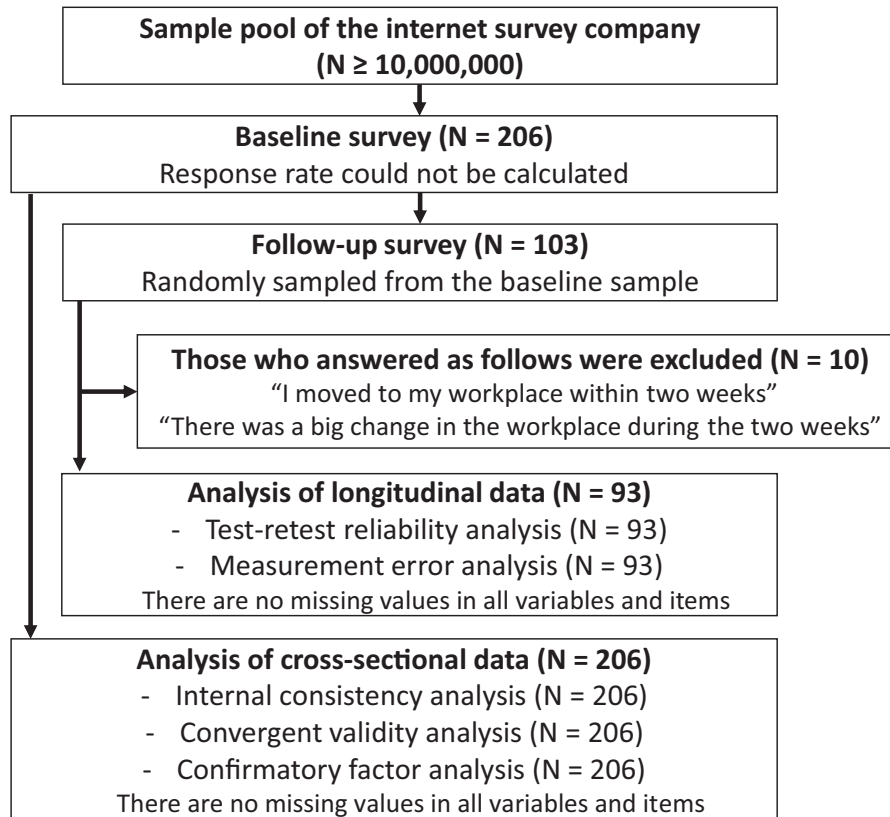 Sample pool of the internet survey company
(N ≥ 10,000,000)
Baseline survey (N = 206)
Response rate could not be calculated
Follow-up survey (N = 103)
Randomly sampled from the baseline sample
Those who answered as follows were excluded (N = 10)
“I moved to my workplace within two weeks”
“There was a big change in the workplace during the two weeks”
Analysis of longitudinal data (N = 93)
- Test-retest reliability analysis (N = 93)
- Measurement error analysis (N = 93)
There are no missing values in all variables and items
Analysis of cross-sectional data (N = 206)
- Internal consistency analysis (N = 206)
- Convergent validity analysis (N = 206)
- Confirmatory factor analysis (N = 206)
There are no missing values in all variables and items